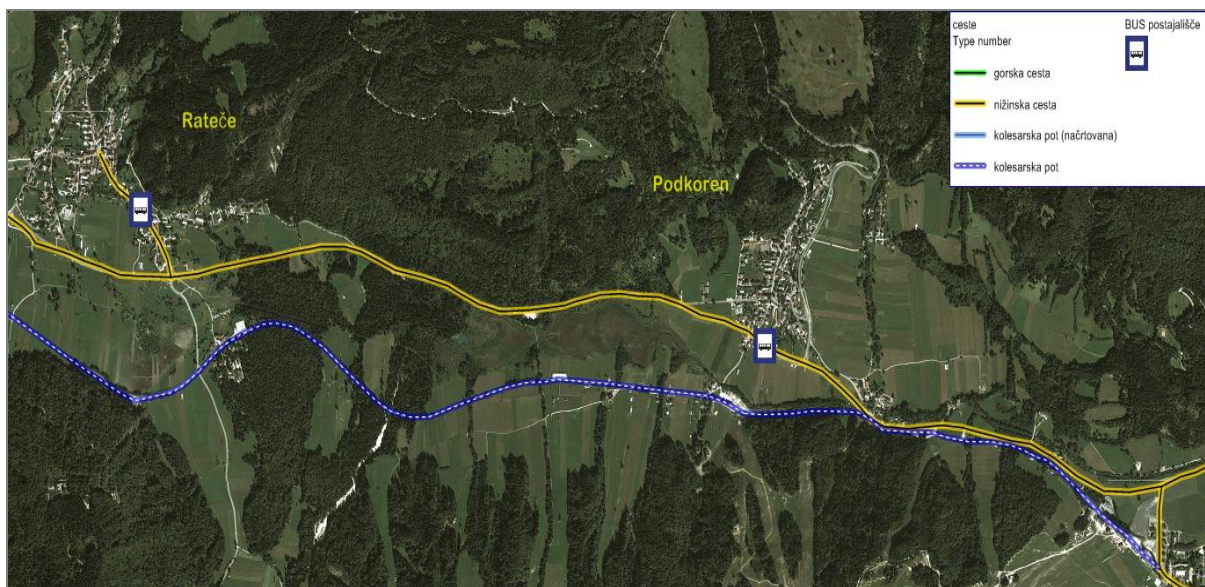 Rateče
Podkoren
ceste
Type number
gorska cesta
nižinska cesta
kolesarska pot (načrtovana)
kolesarska pot
BUS postajališče